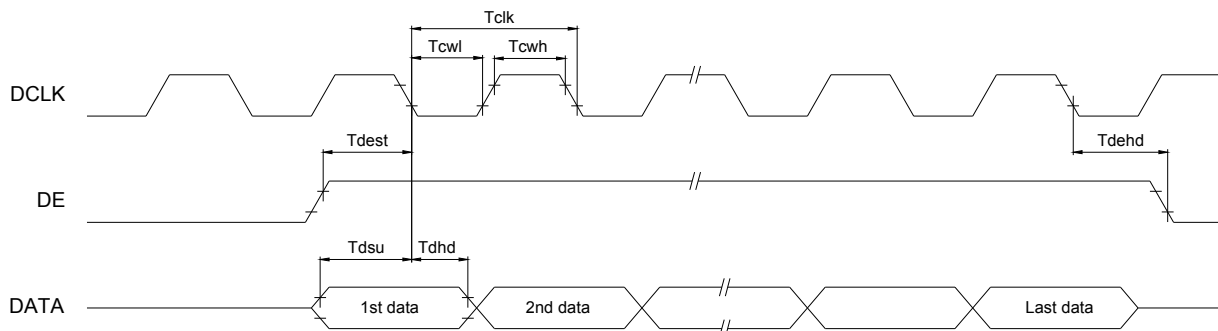 Tclk
Tcwl
Tcwh
DCLK
Tdest
Tdehd
DE
Tdsu
Tdhd
DATA
1st data
2nd data
Last data